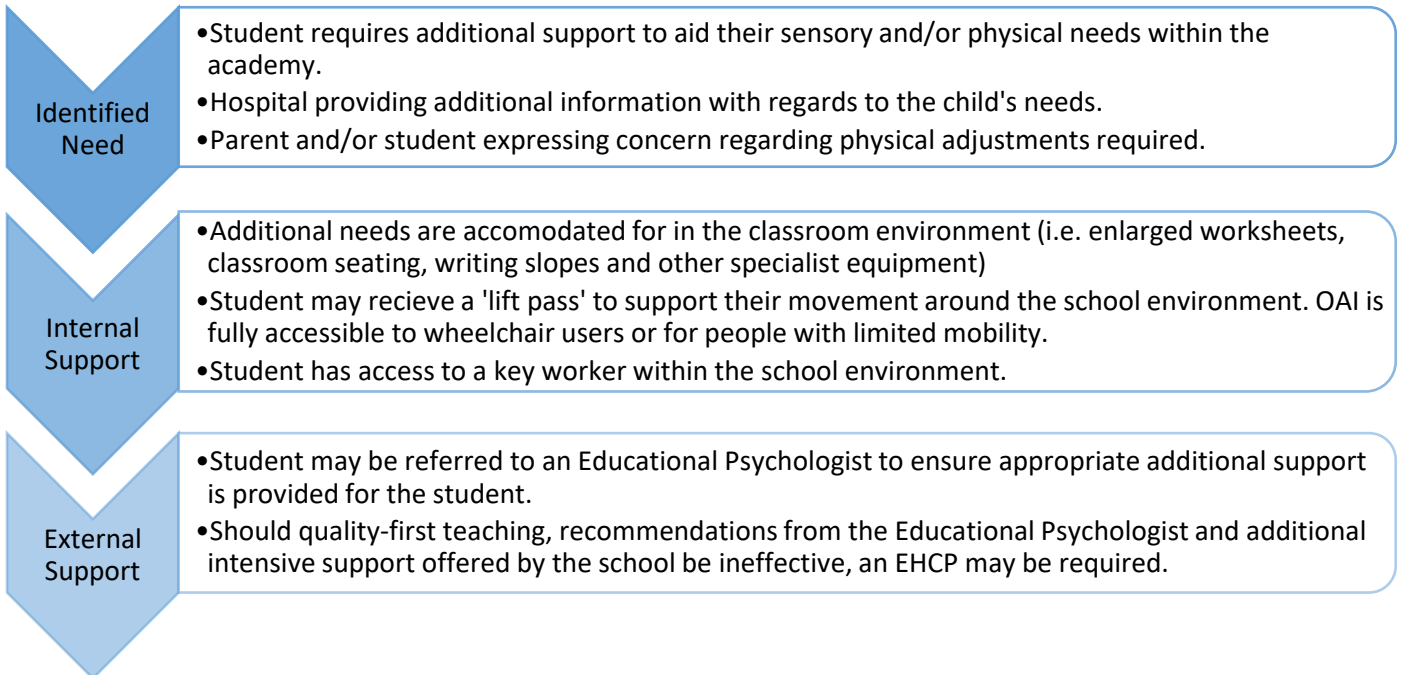 Identified
Need
•Student requires additional support to aid their sensory and/or physical needs within the
academy.
•Hospital providing additional information with regards to the child's needs.
•Parent and/or student expressing concern regarding physical adjustments required.
Internal
Support
•Additional needs are accomodated for in the classroom environment (i.e. enlarged worksheets,
classroom seating, writing slopes and other specialist equipment)
•Student may recieve a 'lift pass' to support their movement around the school environment. OAI is
fully accessible to wheelchair users or for people with limited mobility.
•Student has access to a key worker within the school environment.
External
Support
•Student may be referred to an Educational Psychologist to ensure appropriate additional support
is provided for the student.
•Should quality-first teaching, recommendations from the Educational Psychologist and additional
intensive support offered by the school be ineffective, an EHCP may be required.